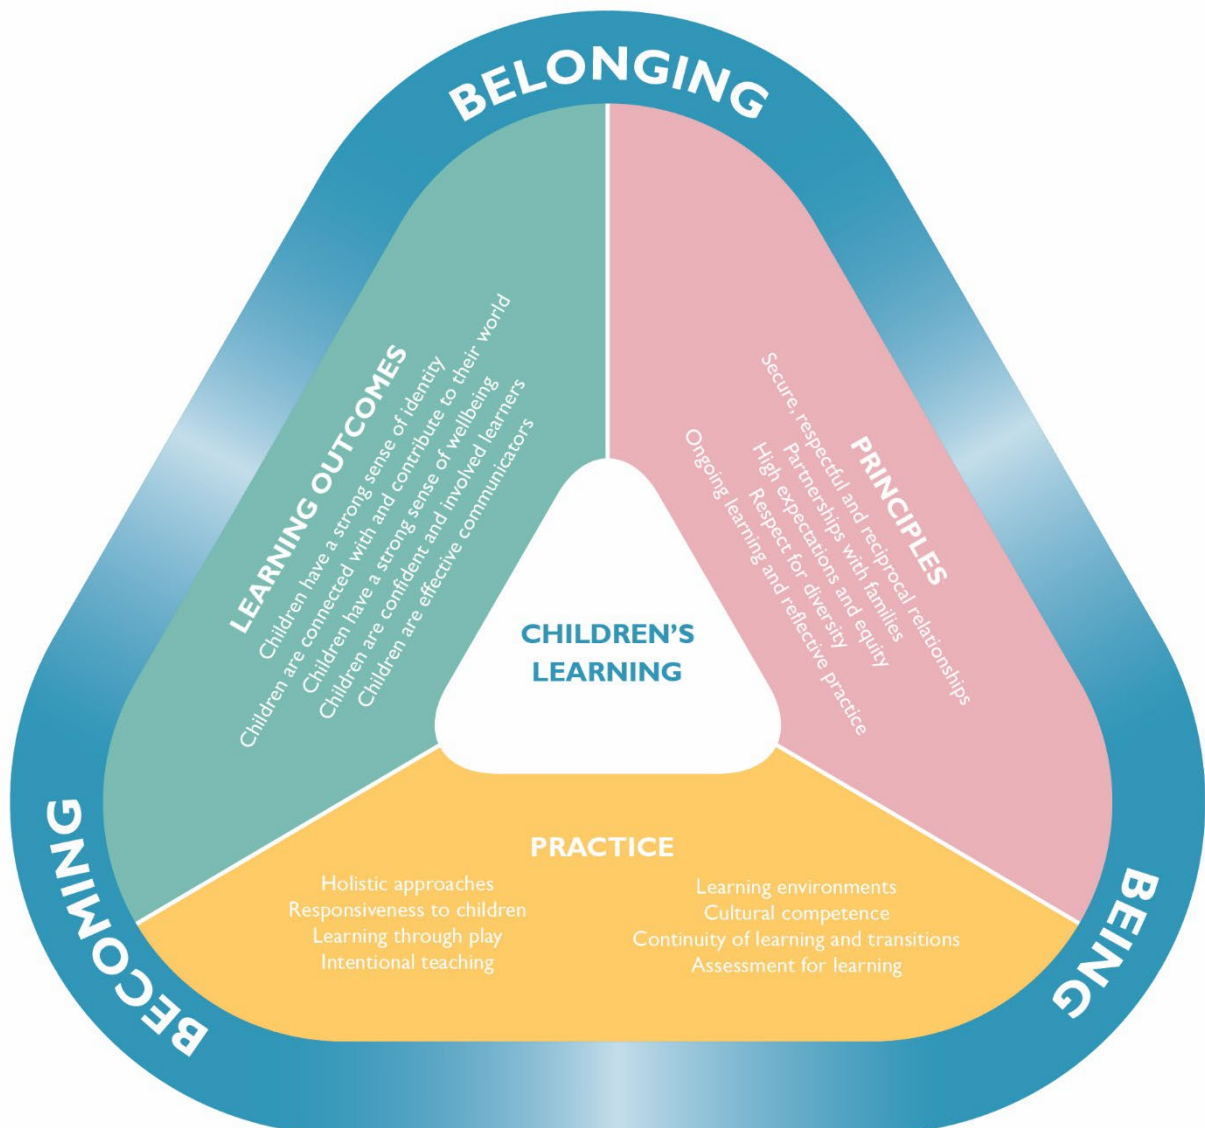 BELONGING
LEARNING OUTCOMES
Children have a strong sense of identity
Children are connected with and contribute to their world
Children have a strong sense of wellbeing
Children are confident and involved learners
Children are effective communicators
PRINCIPLES
Secure, respectful and reciprocal relationships
Partnerships with families
High expectations and equity
Respect for diversity
Ongoing learning and reflective practice
CHILDREN'S
LEARNING
PRACTICE
Holistic approaches
Responsiveness to children
Learning through play
Intentional teaching
Learning environments
Cultural competence
Continuity of learning and transitions
Assessment for learning
BECOMING
BEING